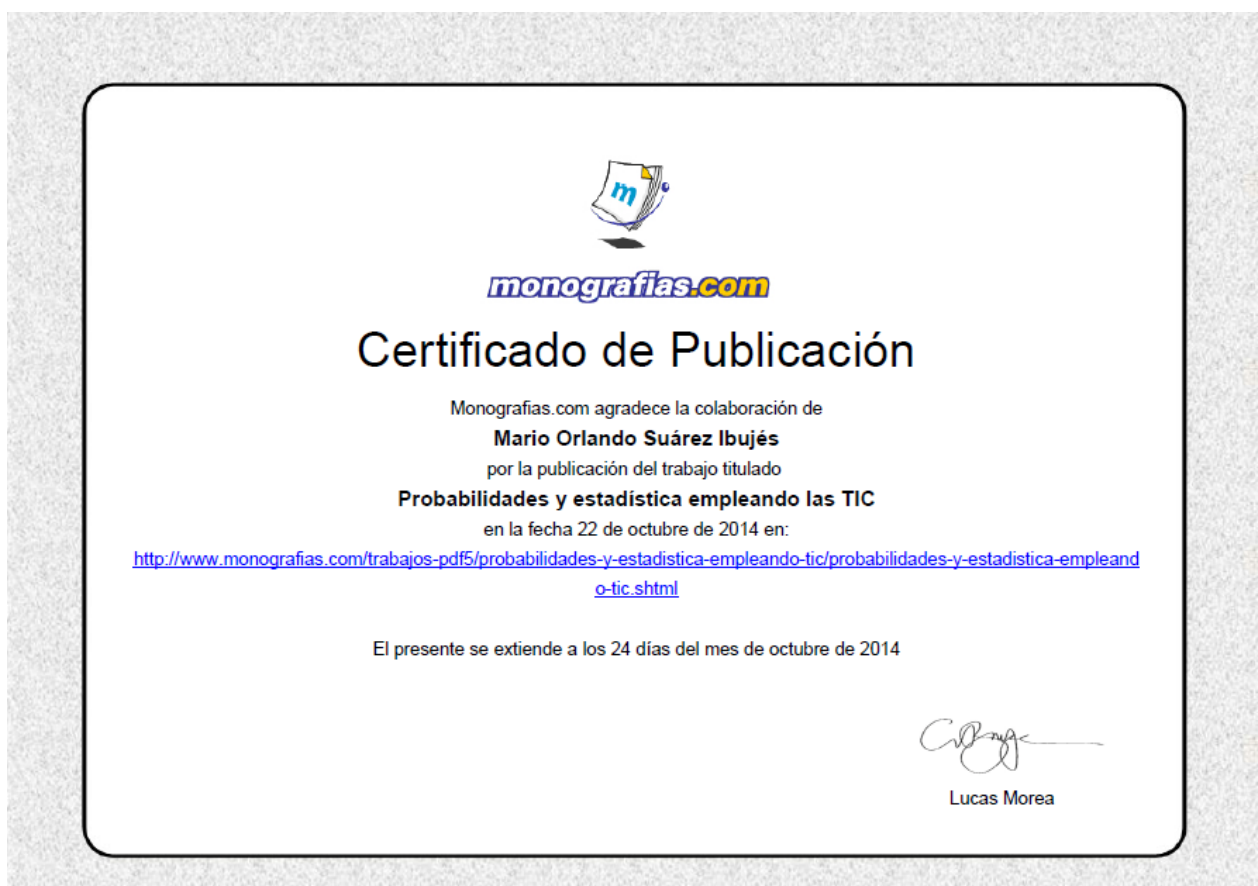 m
monografias.com
Certificado de Publicación
Monografias.com agradece la colaboración de
Mario Orlando Suárez Ibujés
por la publicación del trabajo titulado
Probabilidades y estadística empleando las TIC
en la fecha 22 de octubre de 2014 en:
http://www.monografias.com/trabajos-pdf5/probabilidades-y-estadistica-empleando-tic/probabilidades-y-estadistica-empleand
o-tic.shtml
El presente se extiende a los 24 días del mes de octubre de 2014
Lucas Morea